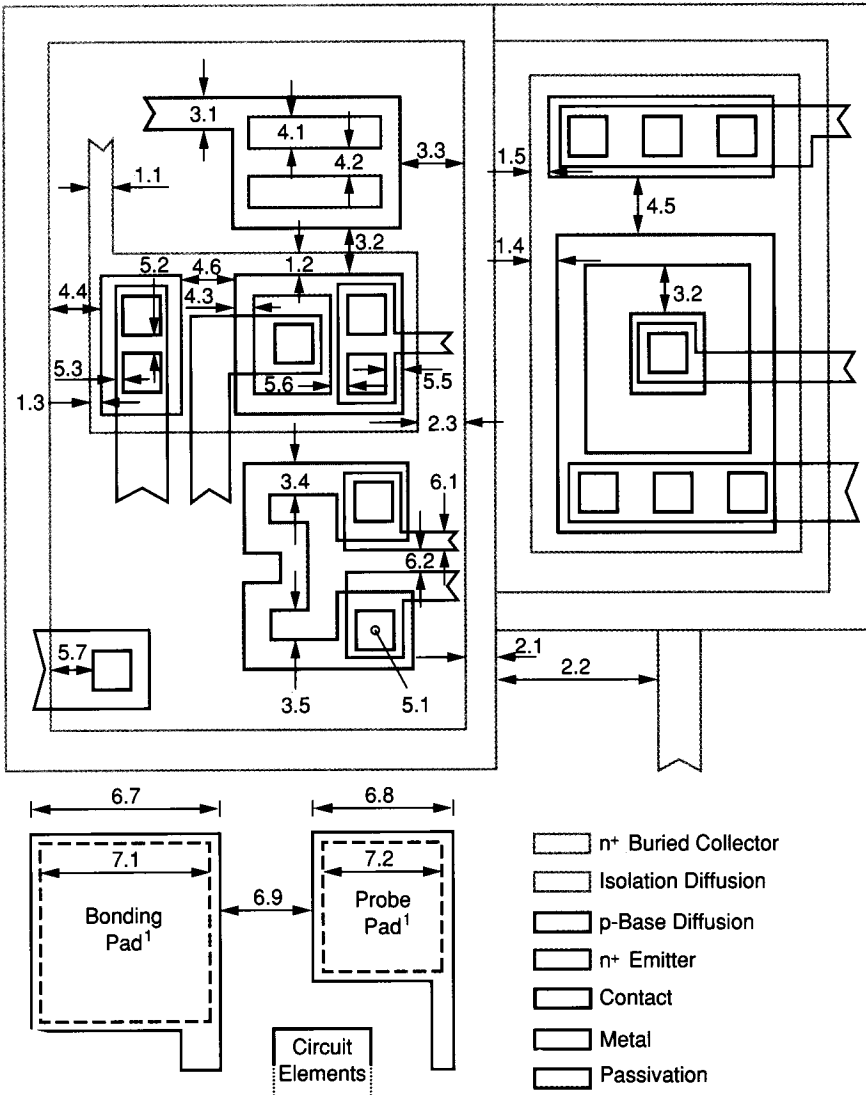 3.1
4.1
4.2
3.3
1.1
1.5
4.5
3.2
1.4
5.2
4.6
1.2
4.4
4.3
3.2
5.3
5.6
5.5
1.3
2.3
3.4
6.1
6.2
5.7
2.1
2.2
3.5
5.1
6.7
6.8
7.1
7.2
6.9
Bonding
Pad¹
Probe
Pad¹
Circuit
Elements
n+ Buried Collector
Isolation Diffusion
p-Base Diffusion
n+ Emitter
Contact
Metal
Passivation